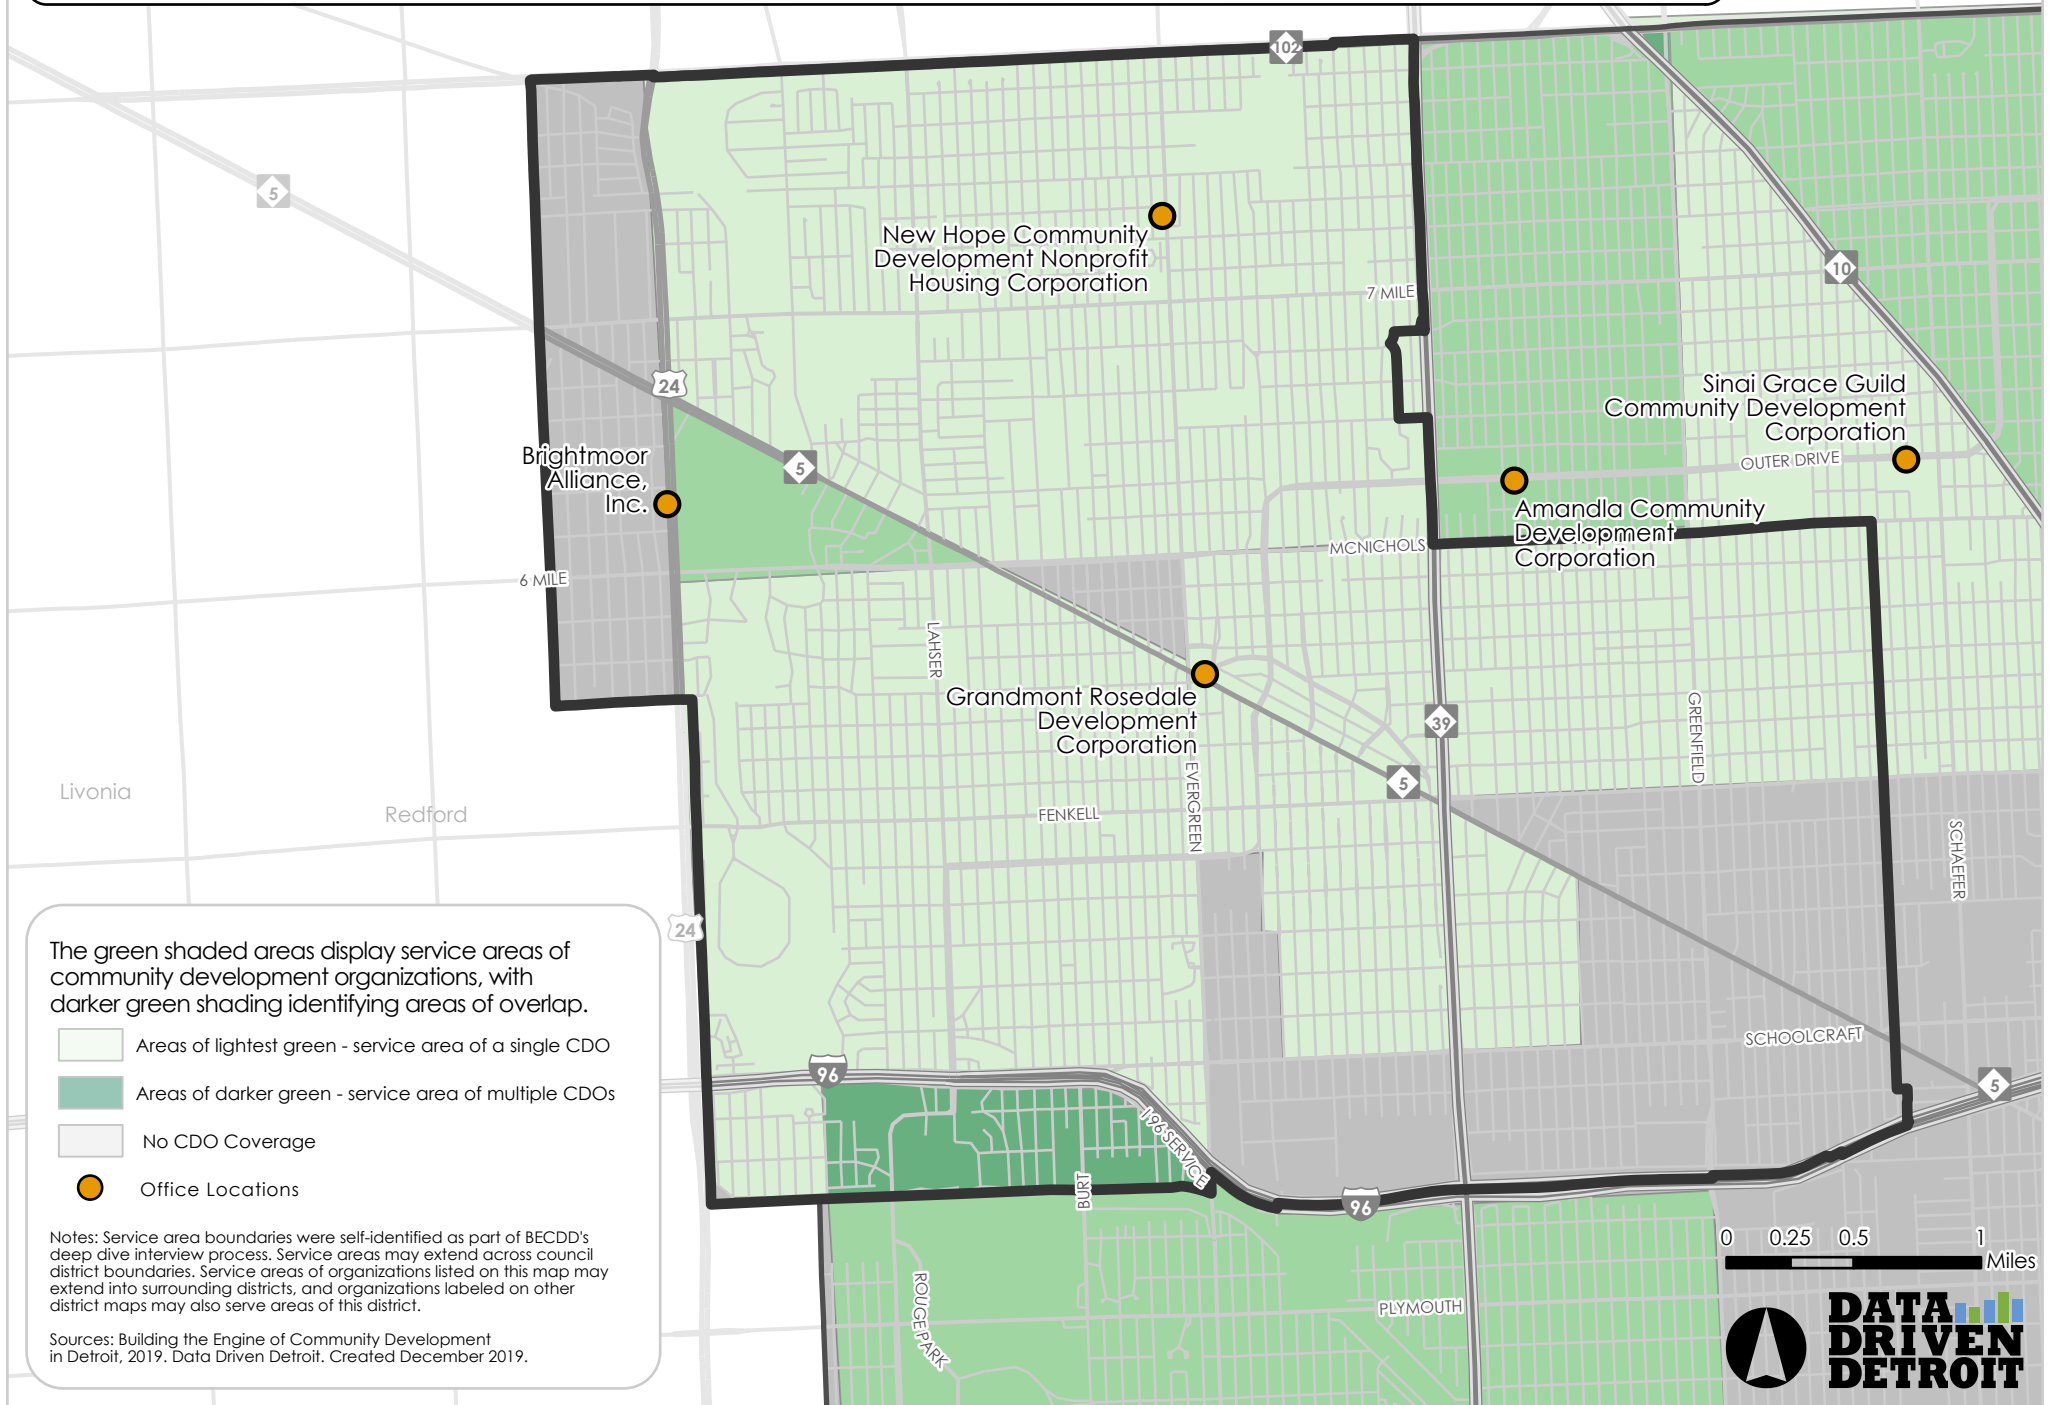 102
5
New Hope Community
Development Nonprofit
Housing Corporation
7 MILE
10
24
Sinai Grace Guild
Community Development
Corporation
OUTER DRIVE
5
Brightmoor
Alliance,
Inc.
Amandla Community
Development
Corporation
MCNICHOLS
6 MILE
LAHSER
Grandmont Rosedale
Development
Corporation
39
GREENFIELD
5
EVERGREEN
FENKELL
Livonia
Redford
SCHAEFER
24
The green shaded areas display service areas of
community development organizations, with
darker green shading identifying areas of overlap.
Areas of lightest green - service area of a single CDO
Areas of darker green - service area of multiple CDOs
No CDO Coverage
Office Locations
Notes: Service area boundaries were self-identified as part of BECDD's
deep dive interview process. Service areas may extend across council
district boundaries. Service areas of organizations listed on this map may
extend into surrounding districts, and organizations labeled on other
district maps may also serve areas of this district.
Sources: Building the Engine of Community Development
in Detroit, 2019. Data Driven Detroit. Created December 2019.
SCHOOLCRAFT
96
5
I-96 SERVICE
BURT
96
ROUGE PARK
PLYMOUTH
0 0.25 0.5 1
Miles
DATA
DRIVEN
DETROIT